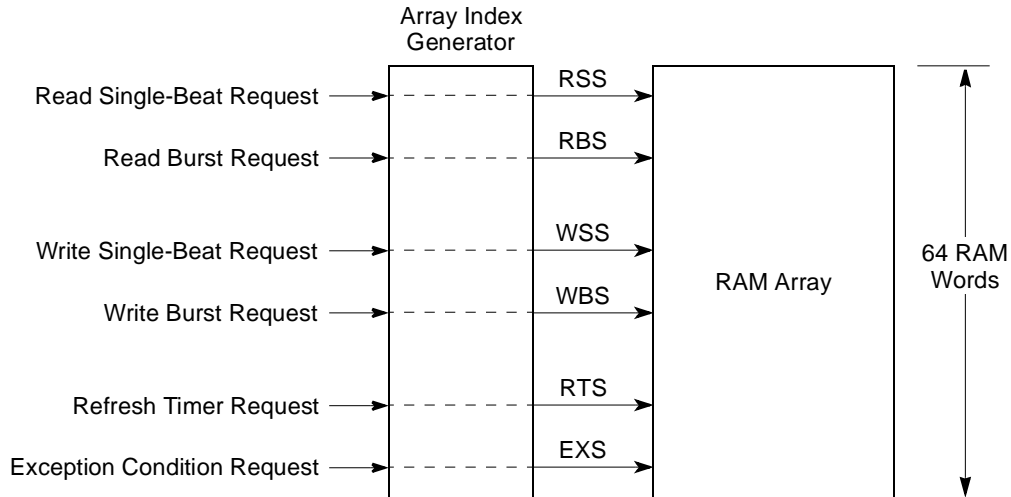 Array Index
Generator
Read Single-Beat Request
RSS
Read Burst Request
RBS
Write Single-Beat Request
WSS
Write Burst Request
WBS
Refresh Timer Request
RTS
Exception Condition Request
EXS
RAM Array
64 RAM
Words